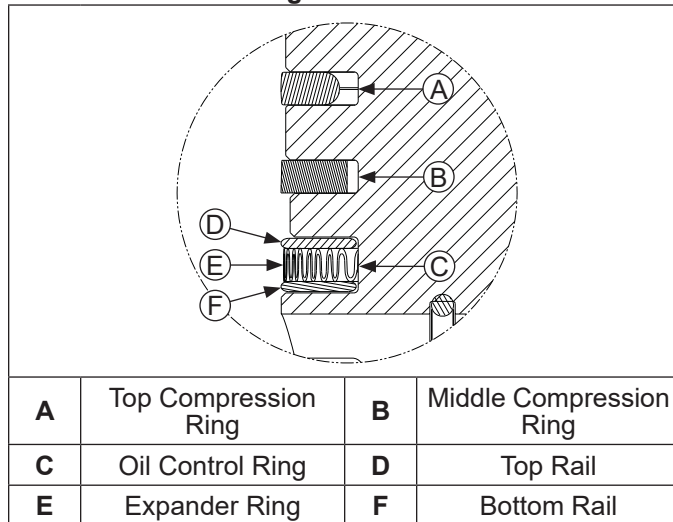 A
B
D
E
C
F
A Top Compression Ring B Middle Compression Ring
C Oil Control Ring D Top Rail
E Expander Ring F Bottom Rail